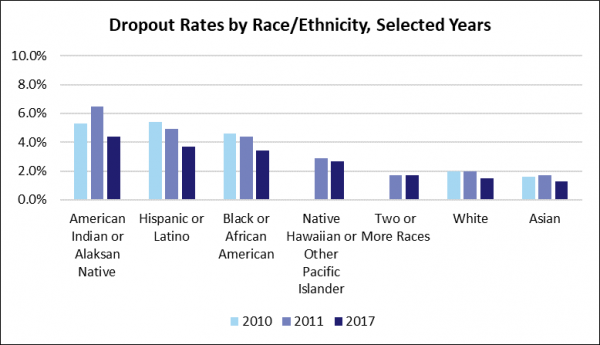 Dropout Rates by Race/Ethnicity, Selected Years
10.0%
8.0%
6.0%
4.0%
2.0%
0.0%
American
Indian or
Alaksan
Native
Hispanic or
Latino
Black or
African
American
Native
Hawaiian or
Other
Pacific
Islander
Two or
More Races
White
Asian
2010
2011
2017